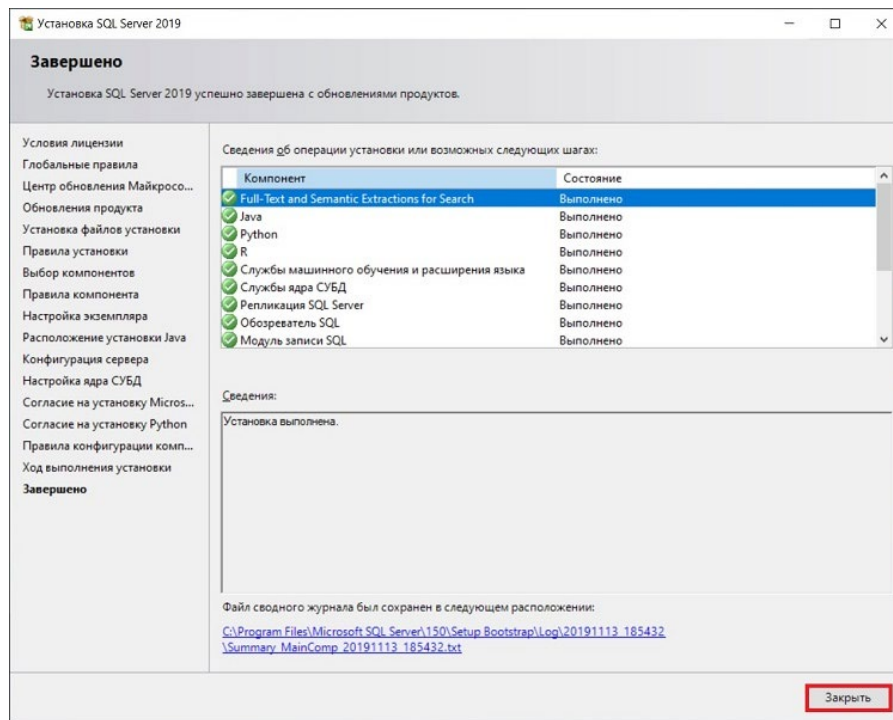 Установка SQL Server 2019
Завершено
Установка SQL Server 2019 успешно завершена с обновлениями продуктов.
Условия лицензии
Глобальные правила
Центр обновления Майкросо...
Обновления продукта
Установка файлов установки
Правила установки
Выбор компонентов
Правила компонента
Настройка экземпляра
Расположение установки Java
Конфигурация сервера
Настройка ядра СУБД
Согласие на установку Micros...
Согласие на установку Python
Правила конфигурации комп...
Ход выполнения установки
Завершено
Сведения об операции установки или возможных следующих шагах:
Компонент Состояние
Full-Text and Semantic Extractions for Search Выполнено
Java Выполнено
Python Выполнено
R Выполнено
Службы машинного обучения и расширения языка Выполнено
Службы ядра СУБД Выполнено
Репликация SQL Server Выполнено
Обозреватель SQL Выполнено
Модуль записи SQL Выполнено
Сведения:
Установка выполнена.
Файл сводного журнала был сохранен в следующем расположении:
C:\Program Files\Microsoft SQL Server\150\Setup Bootstrap\Log\20191113_185432
\Summary_MainComp_20191113_185432.txt
Закрыть